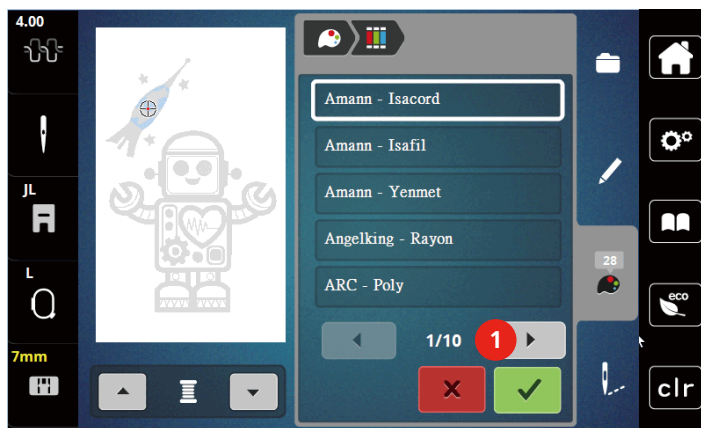 4.00
JL
L
7mm
Amann - Isacord
Amann - Isafil
Amann - Yenmet
Angelking - Rayon
ARC - Poly
1/10
1
28
eco
clr